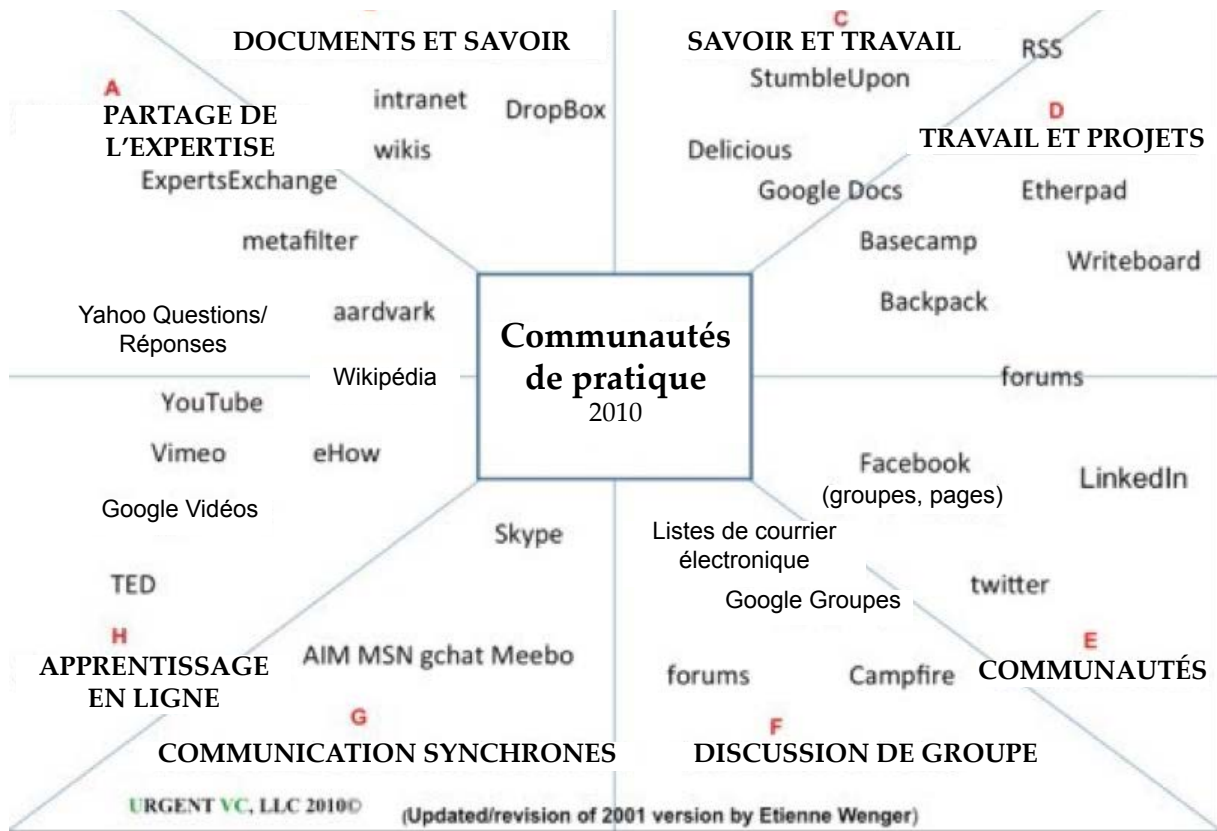 DOCUMENTS ET SAVOIR
intranet
DropBox
wikis
C
SAVOIR ET TRAVAIL
StumbleUpon
Delicious
Google Docs
RSS
D
TRAVAIL ET PROJETS
Etherpad
Basecamp
Writeboard
Backpack
A
PARTAGE DE
L’EXPERTISE
ExpertsExchange
metafilter
aardvark
Yahoo Questions/
Réponses
Wikipédia
Communautés
de pratique
2010
forums
Facebook
(groupes, pages)
LinkedIn
twitter
E
COMMUNAUTÉS
YouTube
Vimeo
eHow
Google Vidéos
TED
H
APPRENTISSAGE
EN LIGNE
Skype
AIM MSN gchat Meebo
G
COMMUNICATION SYNCHRONES
Listes de courrier
électronique
Google Groupes
forums
Campfire
F
DISCUSSION DE GROUPE
URGENT VC, LLC 2010©
(Updated/revision of 2001 version by Etienne Wenger)